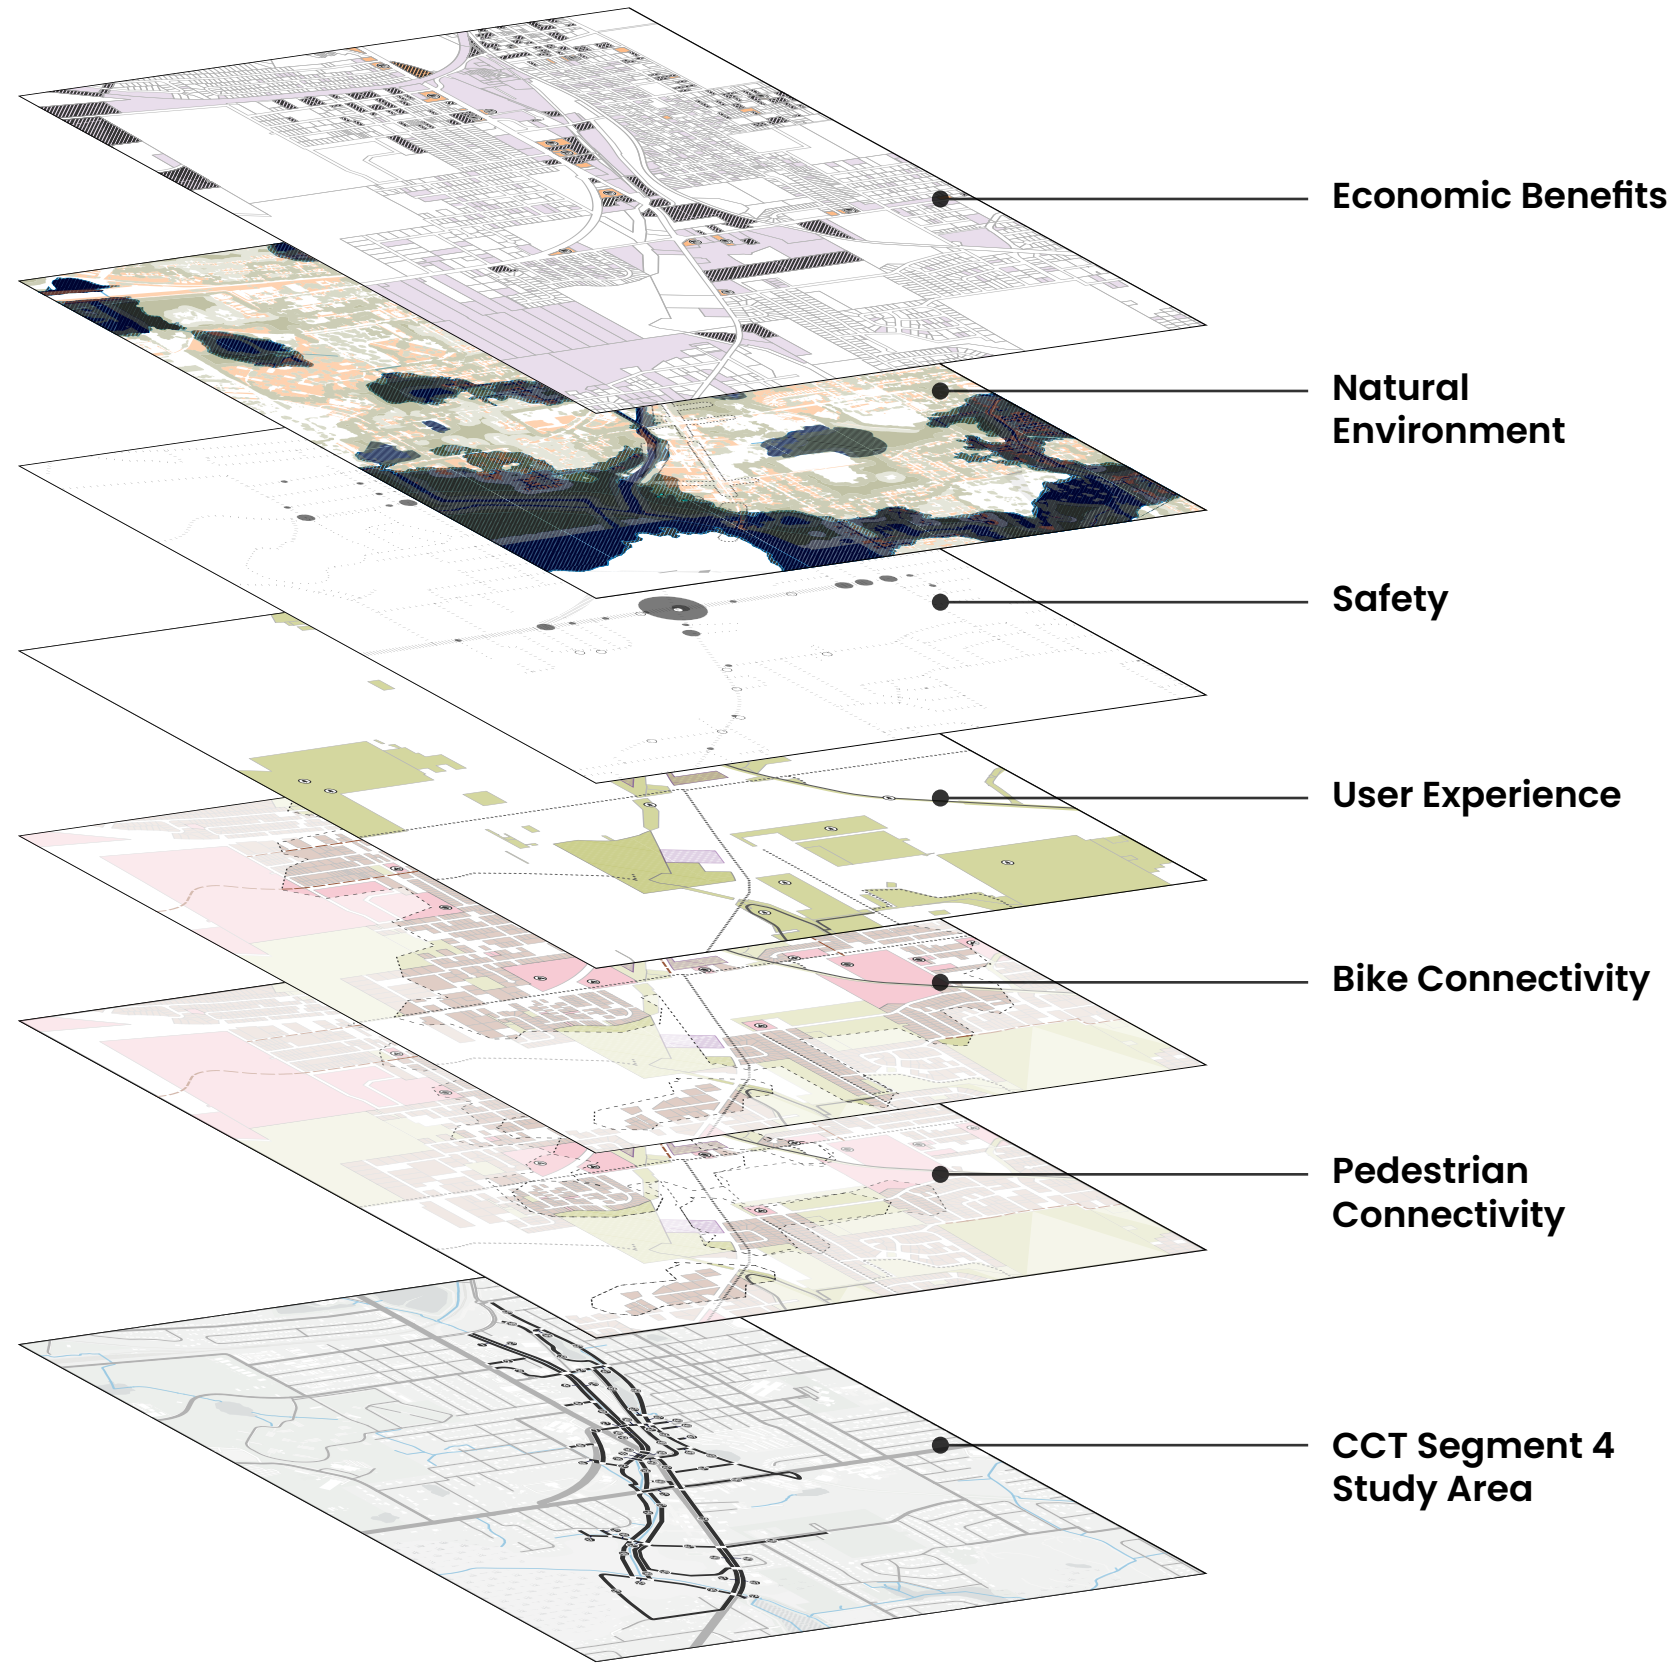 Economic Benefits
Natural
Environment
Safety
User Experience
Bike Connectivity
Pedestrian
Connectivity
CCT Segment 4
Study Area